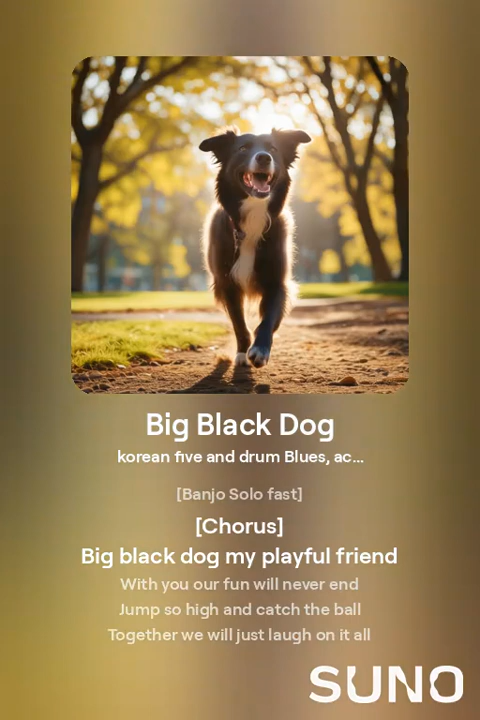 Big Black Dog
korean five and drum Blues, ac...
[Banjo Solo fast]
[Chorus]
Big black dog my playful friend
With you our fun will never end
Jump so high and catch the ball
Together we will just laugh on it all
SUNO